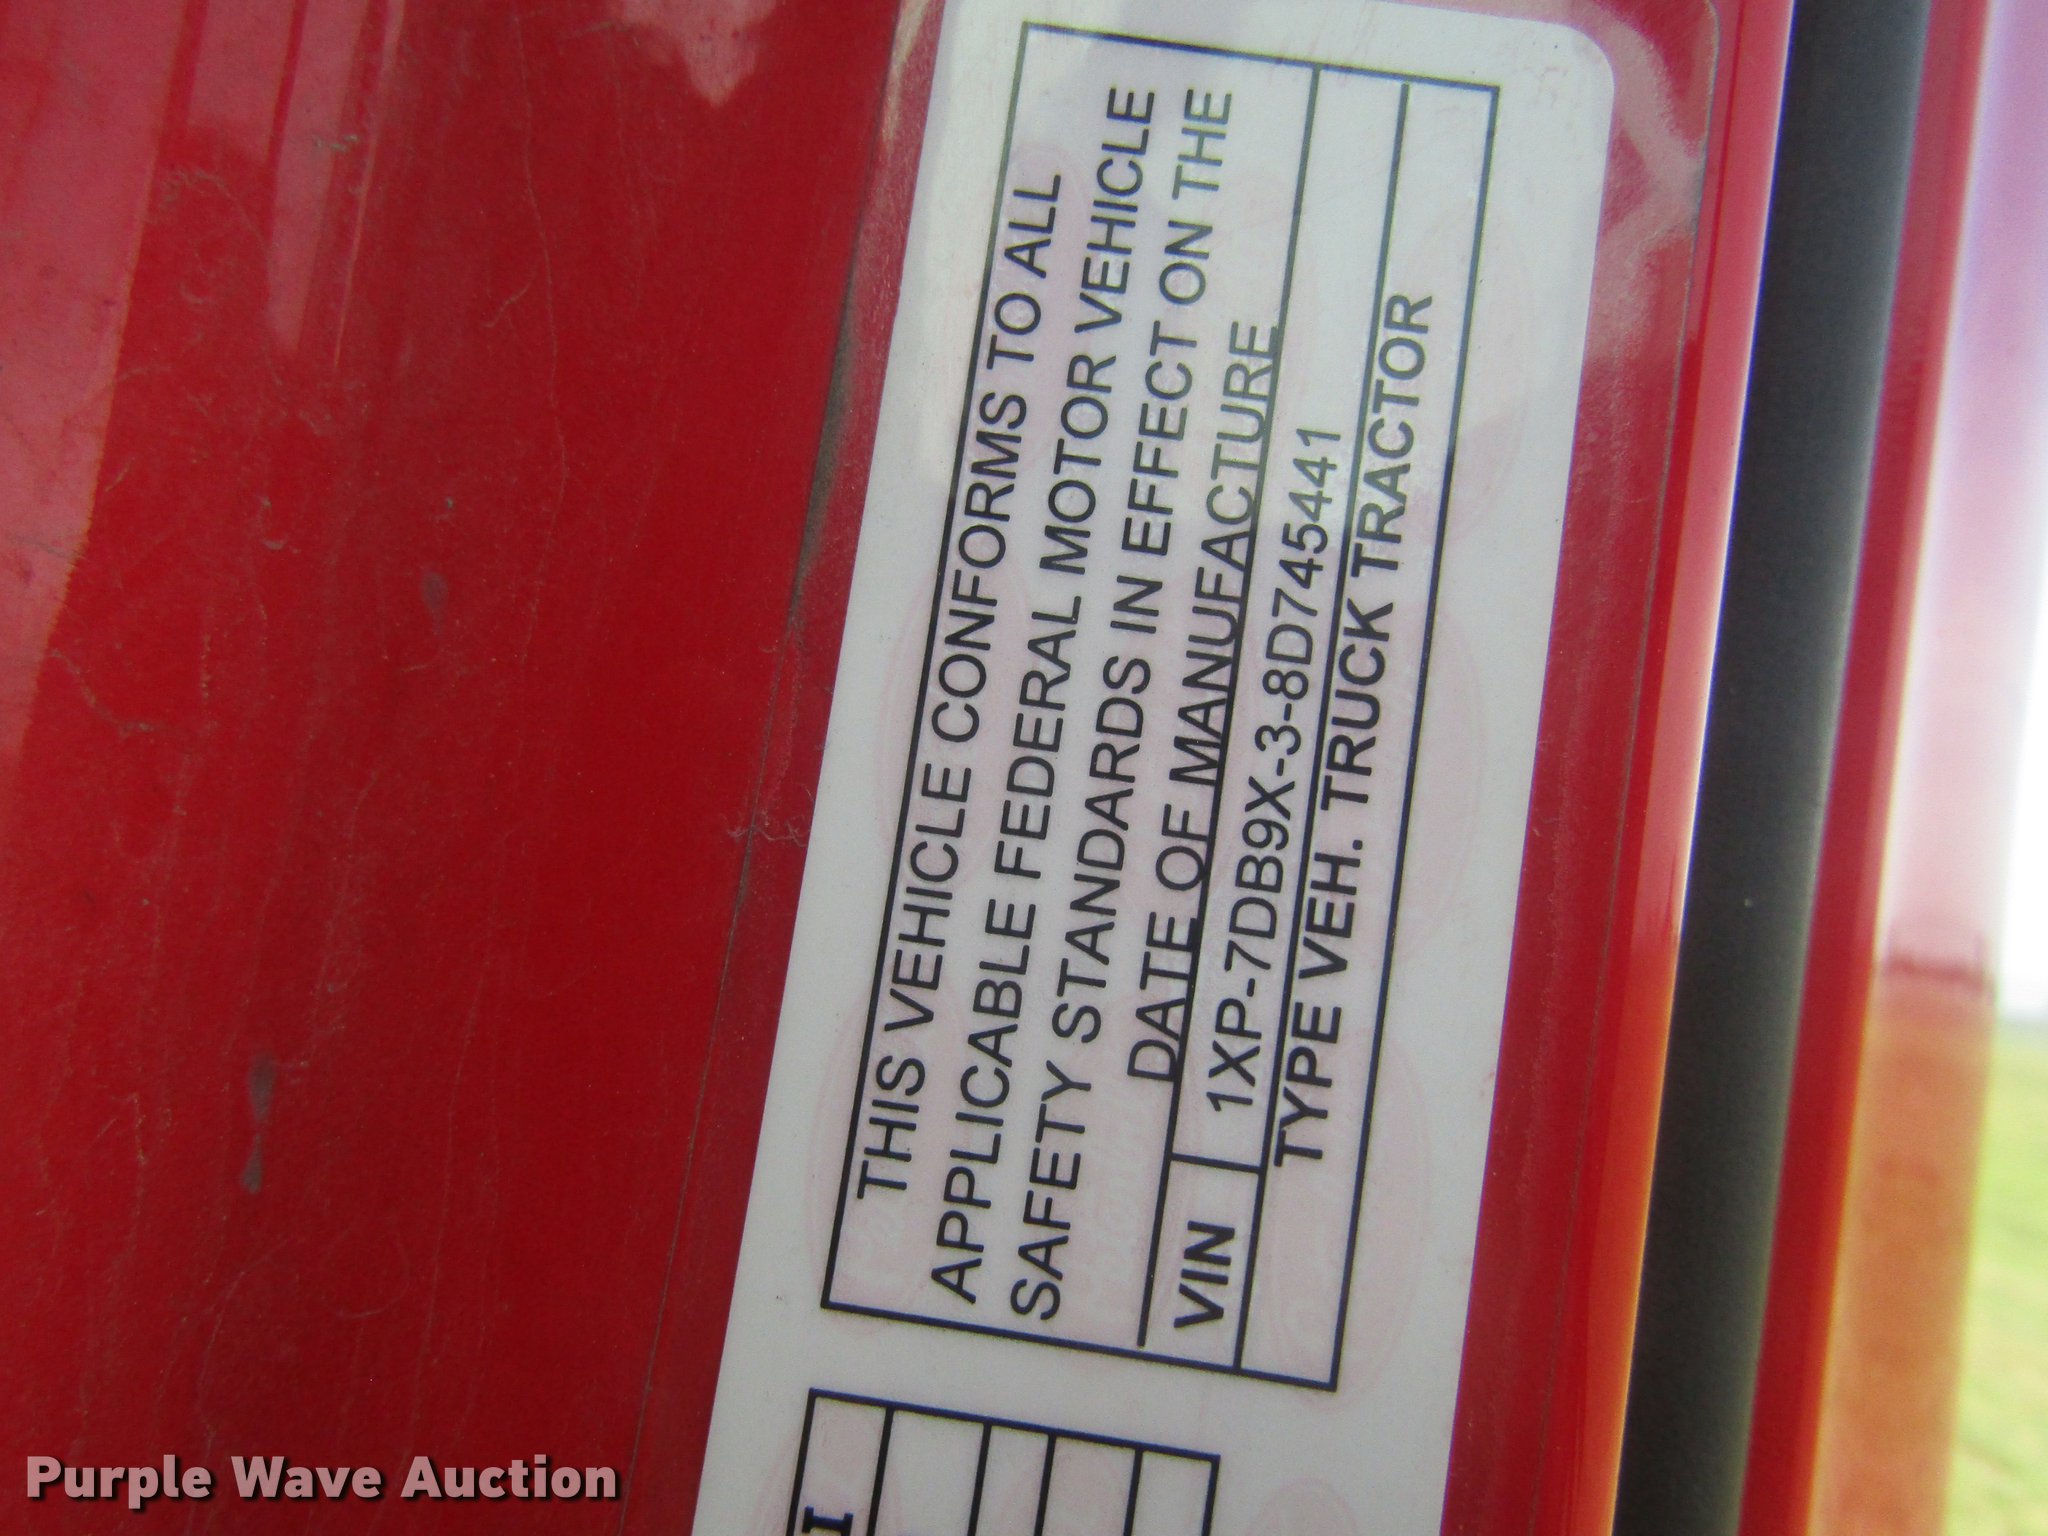 THIS VEHICLE CONFORMS TO ALL
APPLICABLE FEDERAL MOTOR VEHICLE
SAFETY STANDARDS IN EFFECT ON THE
DATE OF MANUFACTURE
VIN 1XP-7DB9X-3-8D745441
TYPE VEH. TRUCK TRACTOR
Purple Wave Auction